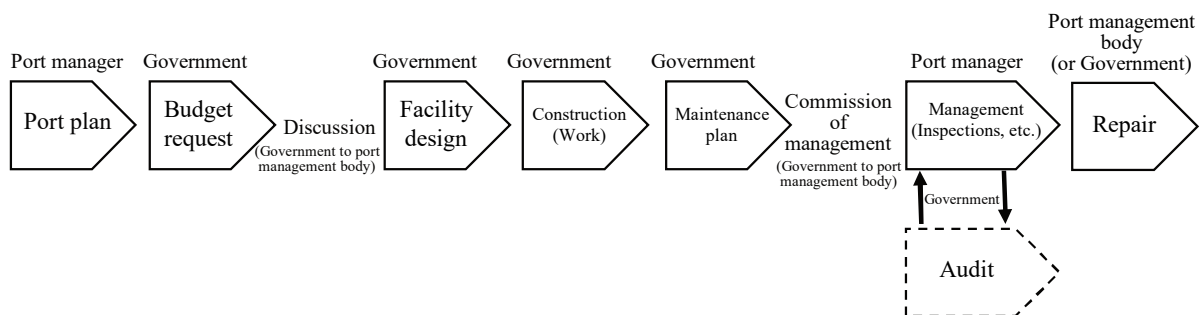 Port manager
Port plan
Government
Budget
request
Discussion
(Government to port
management body)
Government
Facility
design
Government
Construction
(Work)
Government
Maintenance
plan
Commission
of
management
(Government to port
management body)
Port manager
Management
(Inspections, etc.)
Government
Audit
Port management
body
(or Government)
Repair